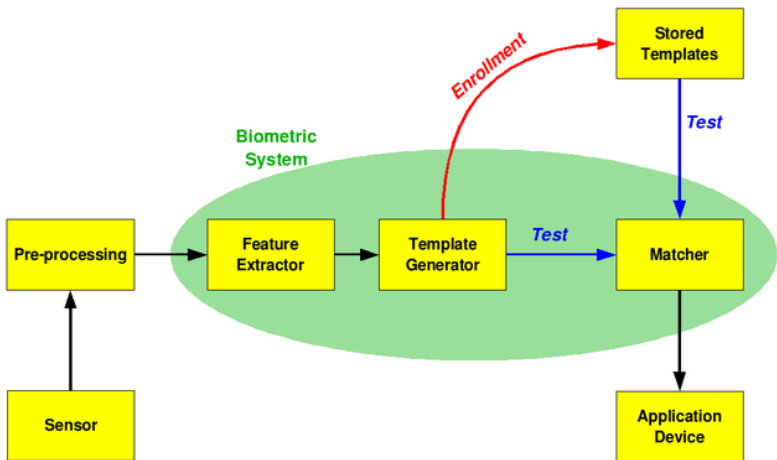 Stored
Templates
Enrollment
Test
Biometric
System
Pre-processing
Feature
Extractor
Template
Generator
Test
Matcher
Sensor
Application
Device